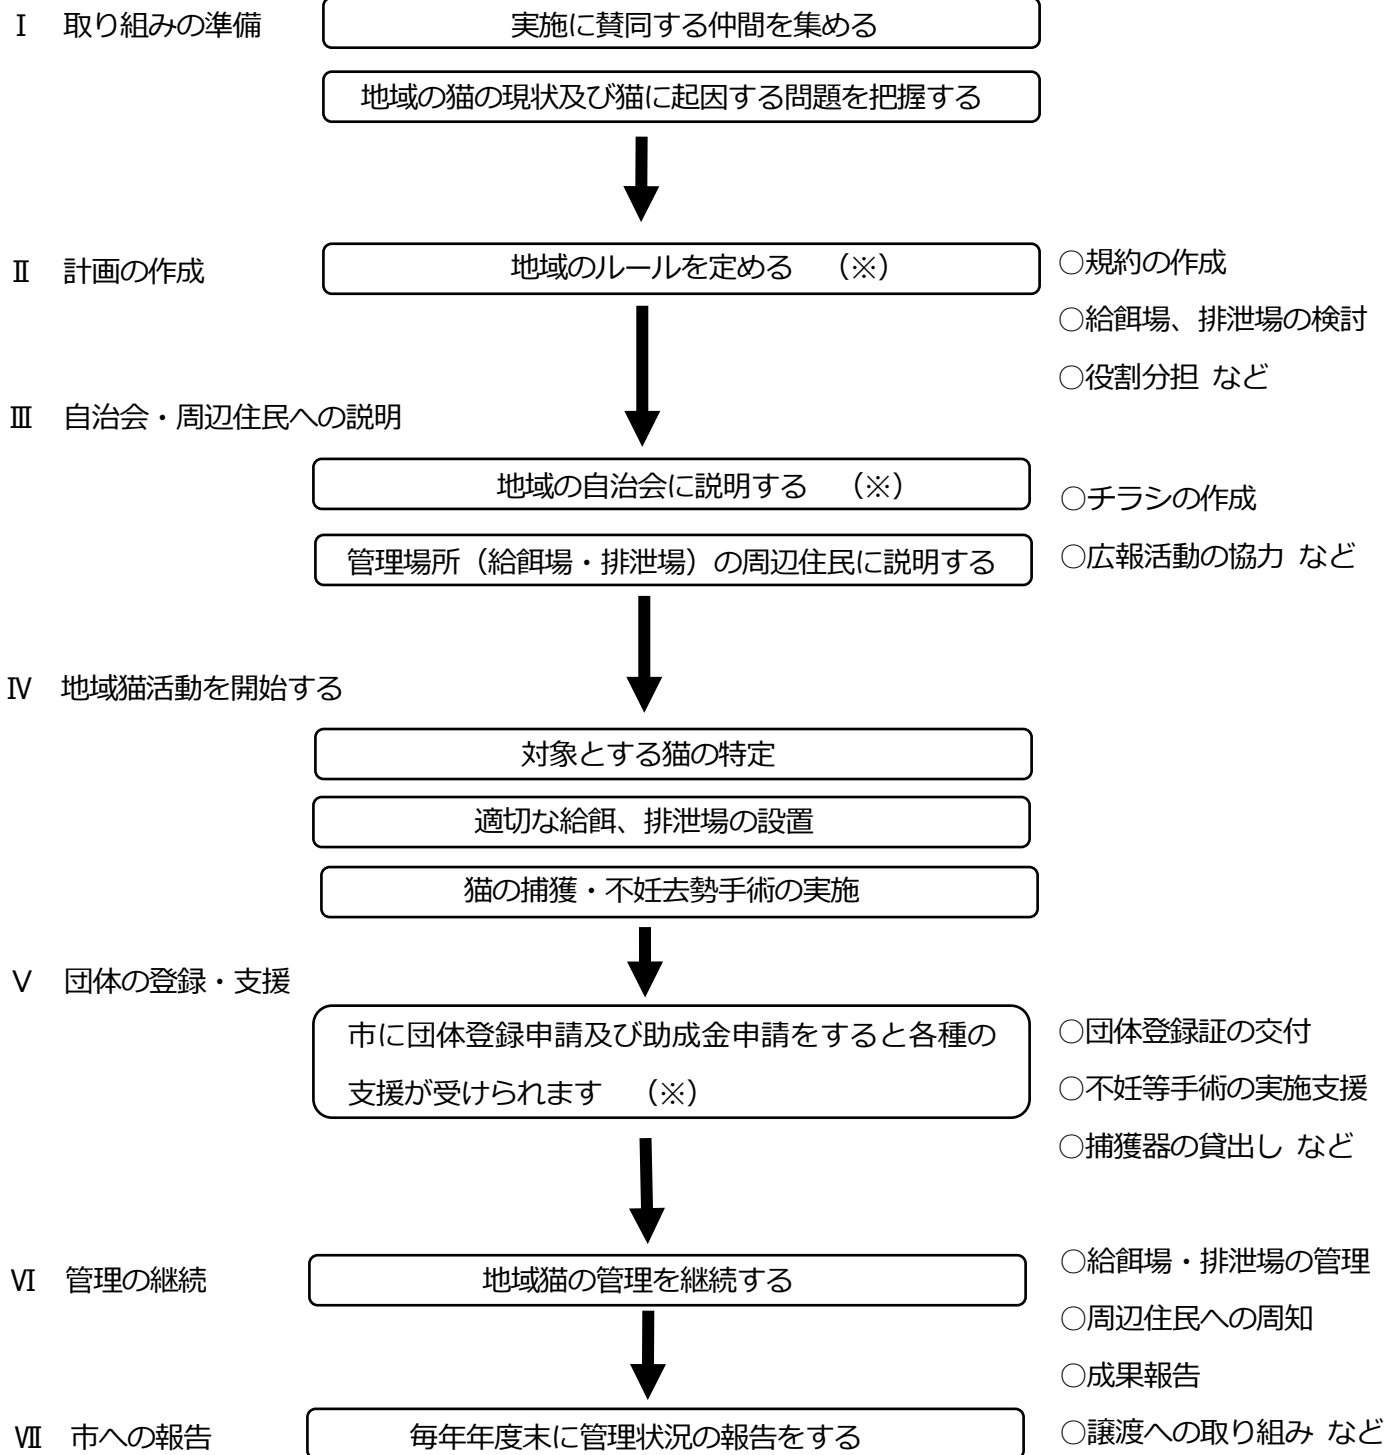 Ⅰ 取り組みの準備
実施に賛同する仲間を集める
地域の猫の現状及び猫に起因する問題を把握する
Ⅱ 計画の作成
地域のルールを定める （※）
○規約の作成
○給餌場、排泄場の検討
○役割分担 など
Ⅲ 自治会・周辺住民への説明
地域の自治会に説明する （※）
管理場所（給餌場・排泄場）の周辺住民に説明する
○チラシの作成
○広報活動の協力 など
Ⅳ 地域猫活動を開始する
対象とする猫の特定
適切な給餌、排泄場の設置
猫の捕獲・不妊去勢手術の実施
Ⅴ 団体の登録・支援
市に団体登録申請及び助成金申請をすると各種の
支援が受けられます （※）
○団体登録証の交付
○不妊等手術の実施支援
○捕獲器の貸出し など
Ⅵ 管理の継続
地域猫の管理を継続する
○給餌場・排泄場の管理
○周辺住民への周知
○成果報告
○譲渡への取り組み など
Ⅶ 市への報告
毎年年度末に管理状況の報告をする